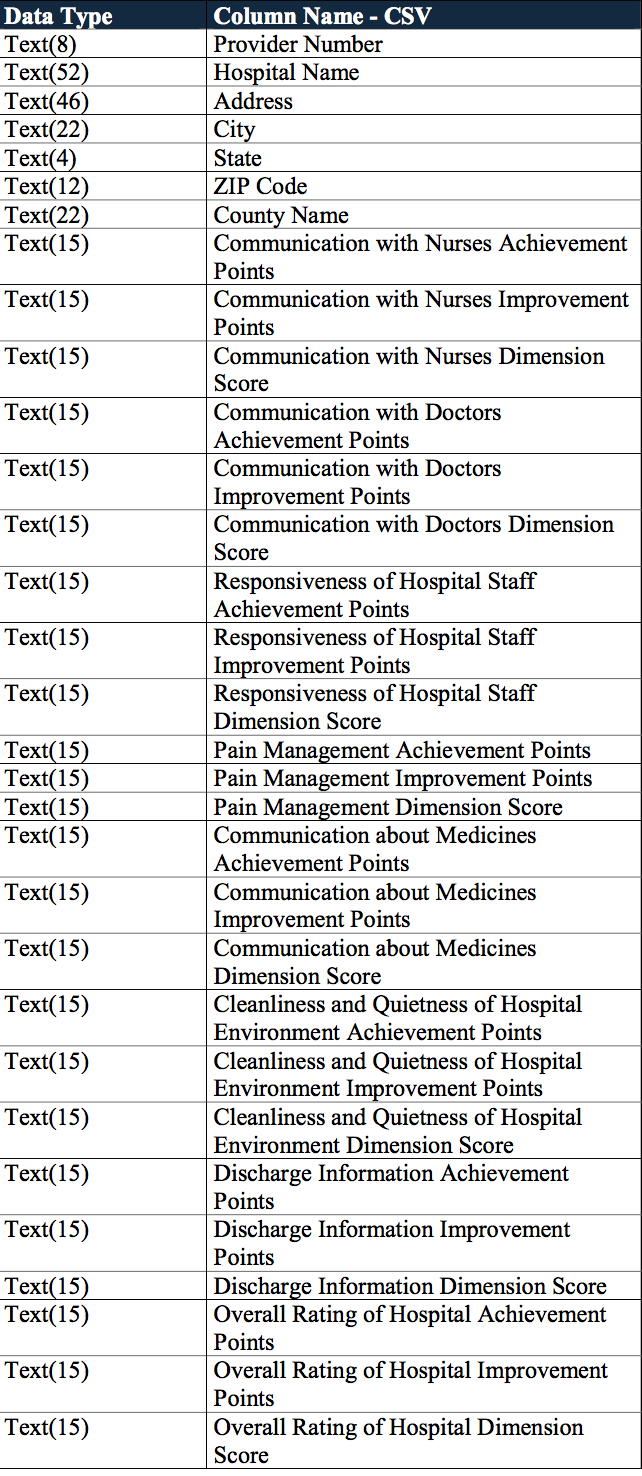 Data Type Column Name - CSV
Text(8) Provider Number
Text(52) Hospital Name
Text(46) Address
Text(22) City
Text(4) State
Text(12) ZIP Code
Text(22) County Name
Text(15) Communication with Nurses Achievement
Points
Text(15) Communication with Nurses Improvement
Points
Text(15) Communication with Nurses Dimension
Score
Text(15) Communication with Doctors
Achievement Points
Text(15) Communication with Doctors
Improvement Points
Text(15) Communication with Doctors Dimension
Score
Text(15) Responsiveness of Hospital Staff
Achievement Points
Text(15) Responsiveness of Hospital Staff
Improvement Points
Text(15) Responsiveness of Hospital Staff
Dimension Score
Text(15) Pain Management Achievement Points
Text(15) Pain Management Improvement Points
Text(15) Pain Management Dimension Score
Text(15) Communication about Medicines
Achievement Points
Text(15) Communication about Medicines
Improvement Points
Text(15) Communication about Medicines
Dimension Score
Text(15) Cleanliness and Quietness of Hospital
Environment Achievement Points
Text(15) Cleanliness and Quietness of Hospital
Environment Improvement Points
Text(15) Cleanliness and Quietness of Hospital
Environment Dimension Score
Text(15) Discharge Information Achievement
Points
Text(15) Discharge Information Improvement
Points
Text(15) Discharge Information Dimension Score
Text(15) Overall Rating of Hospital Achievement
Points
Text(15) Overall Rating of Hospital Improvement
Points
Text(15) Overall Rating of Hospital Dimension
Score